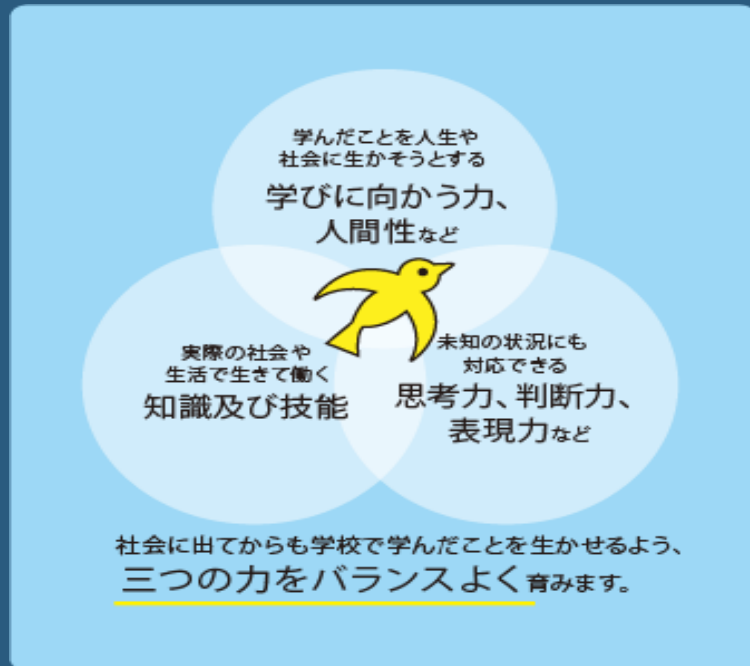 学んだことを人生や
社会に生かそうとする
学びに向かう力、
人間性など
実際の社会や
生活で生きて働く
知識及び技能
未知の状況にも
対応できる
思考力、判断力、
表現力など
社会に出てからも学校で学んだことを生かせるよう、
三つの力をバランスよく育みます。